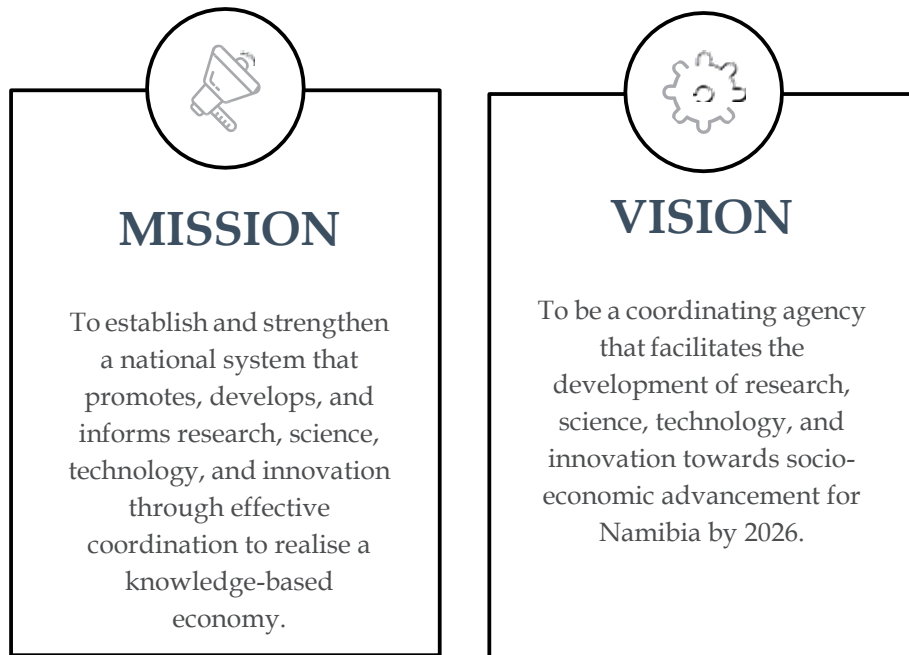 MISSION
To establish and strengthen
a national system that
promotes, develops, and
informs research, science,
technology, and innovation
through effective
coordination to realise a
knowledge-based
economy.
VISION
To be a coordinating agency
that facilitates the
development of research,
science, technology, and
innovation towards socio-
economic advancement for
Namibia by 2026.